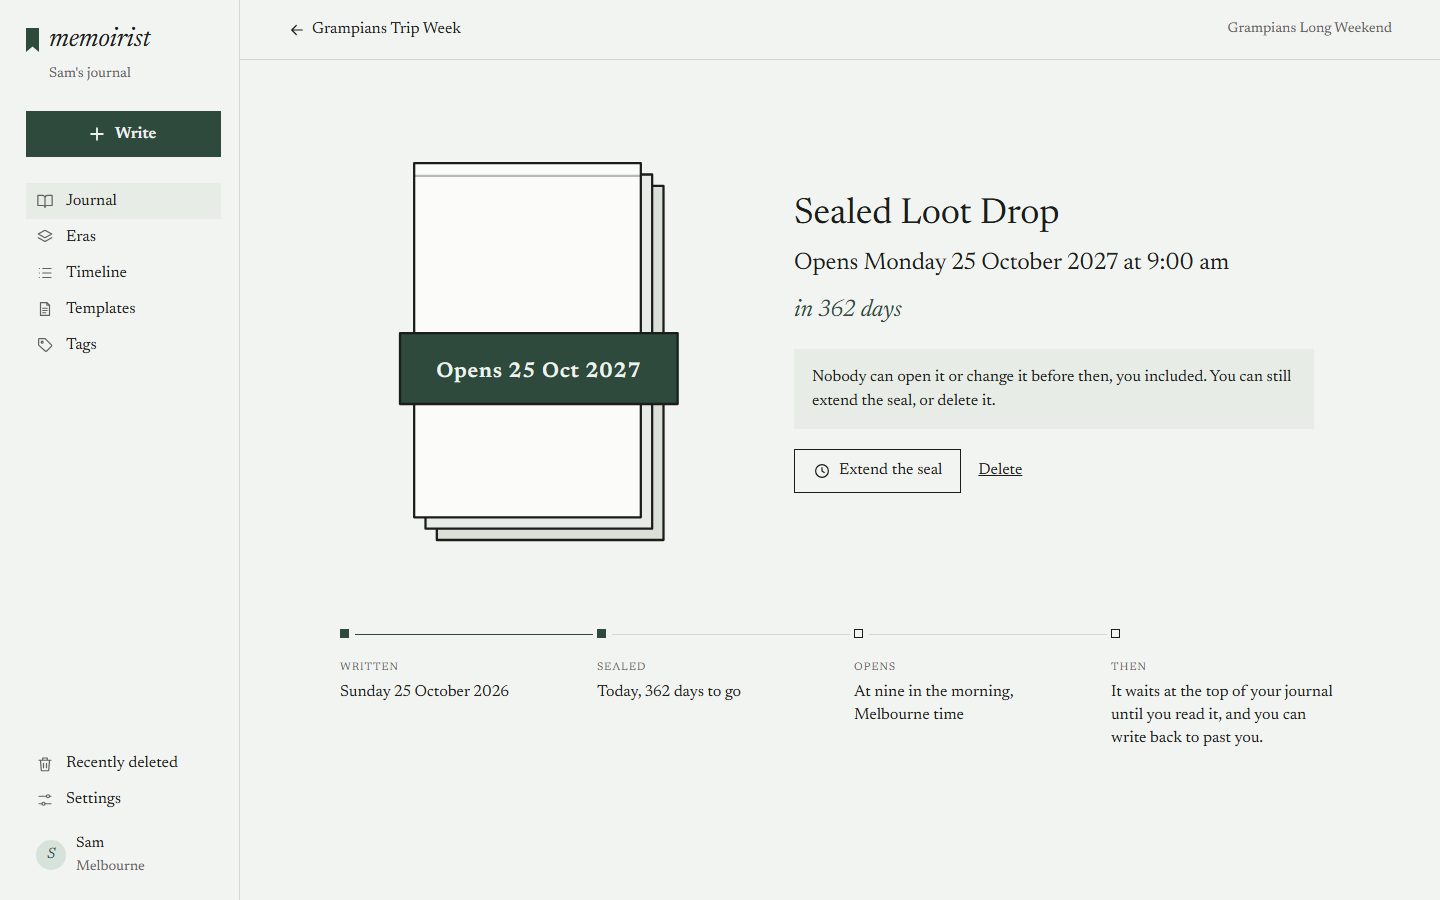 memoirist
Sam's journal
Write
Journal
Eras
Timeline
Templates
Tags
Recently deleted
Settings
S
Sam
Melbourne
Grampians Trip Week
Grampians Long Weekend
Opens 25 Oct 2027
Sealed Loot Drop
Opens Monday 25 October 2027 at 9:00 am
in 362 days
Nobody can open it or change it before then, you included. You can still
extend the seal, or delete it.
Extend the seal
Delete
WRITTEN
Sunday 25 October 2026
SEALED
Today, 362 days to go
OPENS
At nine in the morning,
Melbourne time
THEN
It waits at the top of your journal
until you read it, and you can
write back to past you.